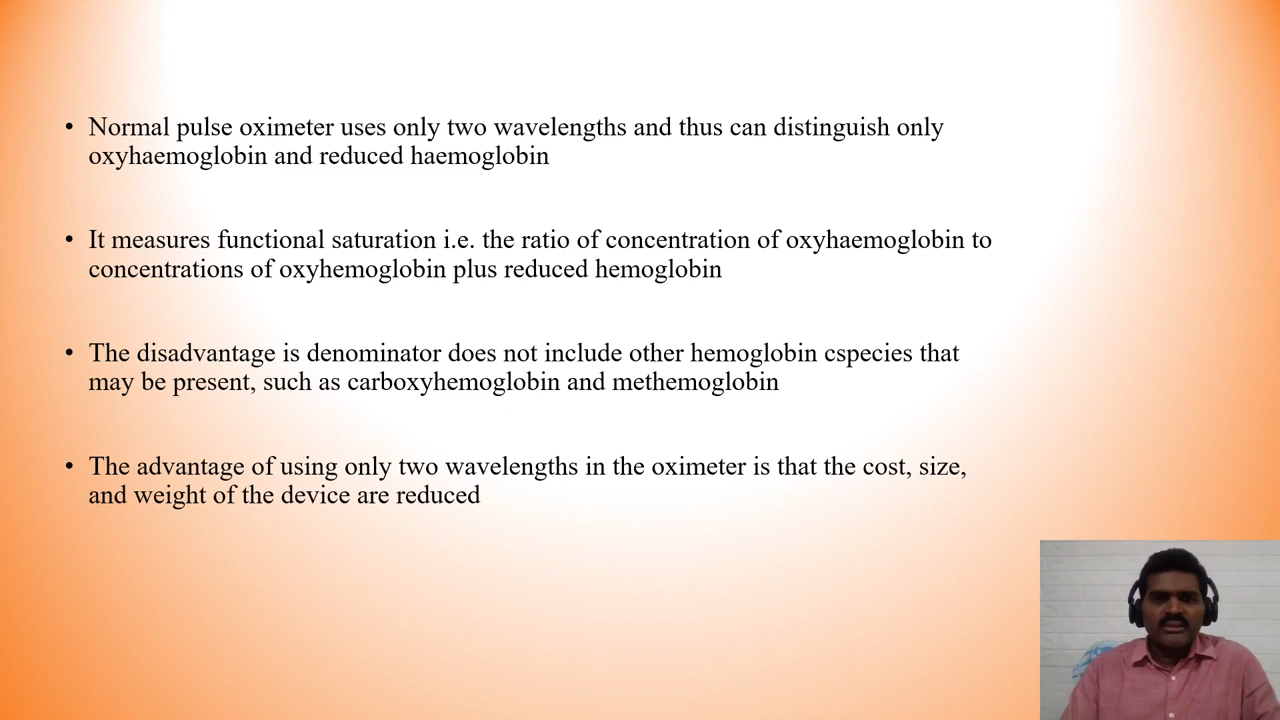 • Normal pulse oximeter uses only two wavelengths and thus can distinguish only
oxyhaemoglobin and reduced haemoglobin
• It measures functional saturation i.e. the ratio of concentration of oxyhaemoglobin to
concentrations of oxyhemoglobin plus reduced hemoglobin
• The disadvantage is denominator does not include other hemoglobin cspecies that
may be present, such as carboxyhemoglobin and methemoglobin
• The advantage of using only two wavelengths in the oximeter is that the cost, size,
and weight of the device are reduced